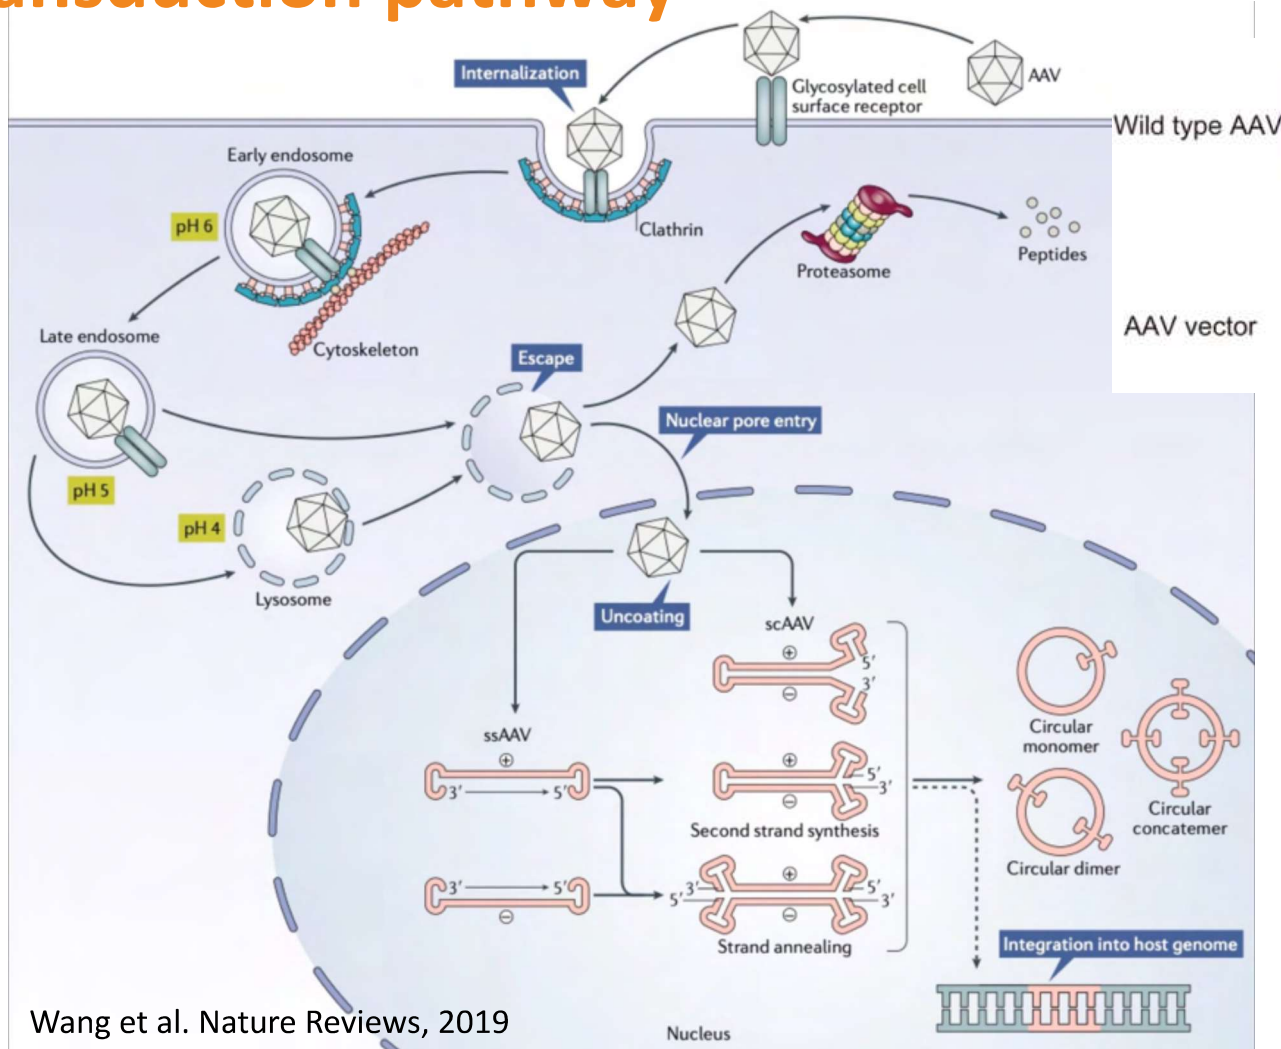 ansduction pathway
Internalization
AAV
Glycosylated cell
surface receptor
Wild type AAV
Early endosome
pH 6
Clathrin
Proteasome
Peptides
AAV vector
Late endosome
Cytoskeleton
Escape
Nuclear pore entry
pH 5
pH 4
Lysosome
Uncoating
scAAV
⊕
5′
3′
⊖
ssAAV
⊕
3′ 5′
⊕
5′
3′
⊖
Second strand synthesis
3′ 5′
⊖
5′ 3′
⊕
5′
3′
⊖
Strand annealing
Circular
monomer
Circular
concatemer
Circular dimer
Integration into host genome
Wang et al. Nature Reviews, 2019
Nucleus